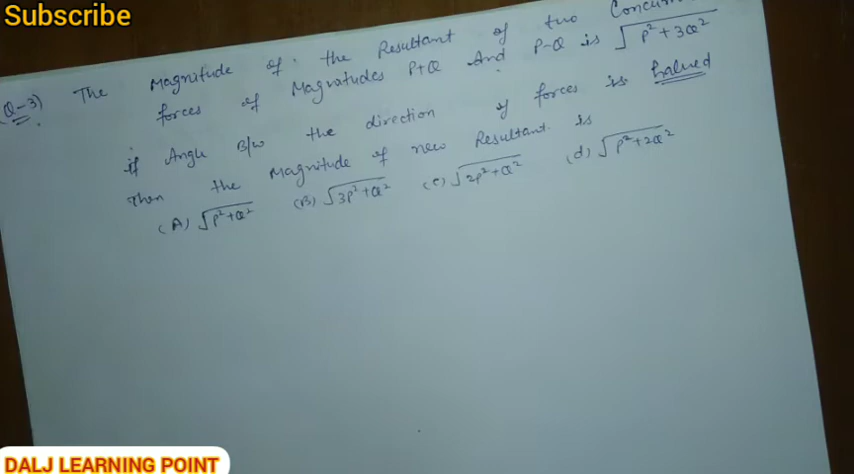 Subscribe
(Q-3) The Magnitude of the Resultant of two
forces of Magnatudes P+Q And P-Q is √P²+3Q²
if Angle B/w the direction of forces is halved
Then the Magnitude of new Resultant is
(A) √P²+Q² (B) √3P²+Q² (C) √2P²+Q² (d) √P²+2Q²
DALJ LEARNING POINT